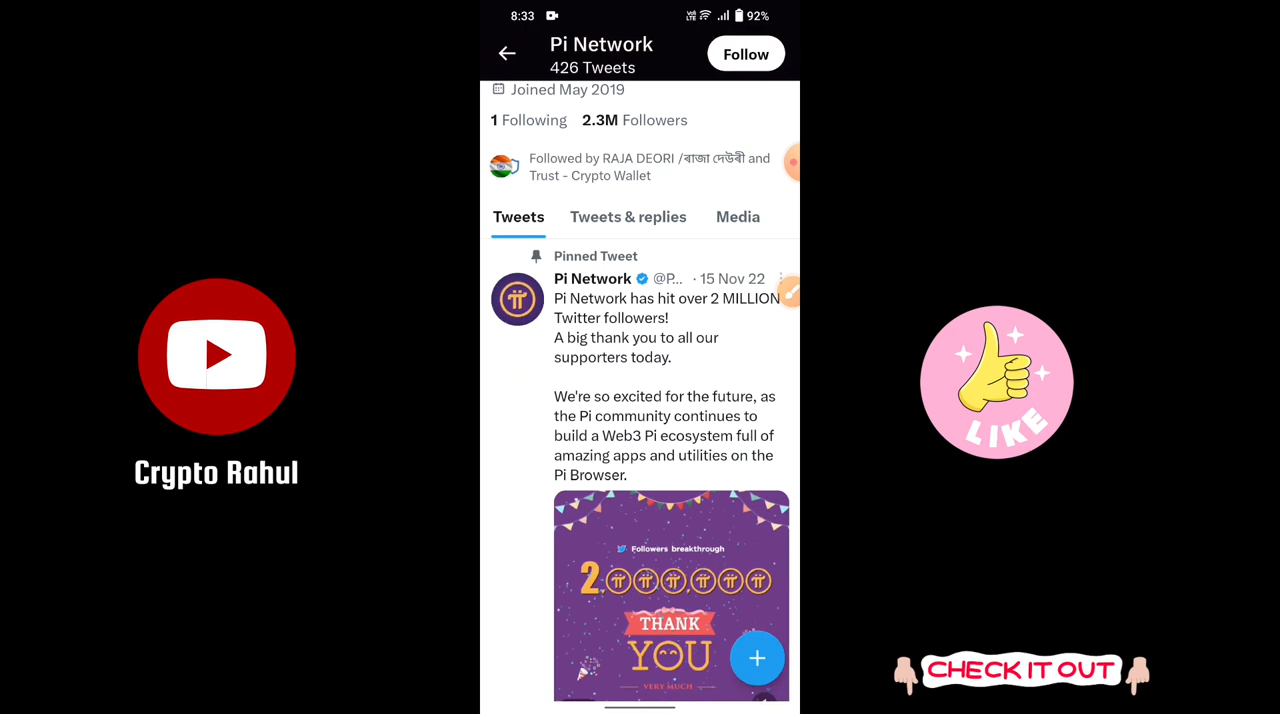 8:33
Vo)
LTE
92%
Pi Network
426 Tweets
Follow
Joined May 2019
1 Following 2.3M Followers
Followed by RAJA DEORI /ৰাজা দেউৰী and
Trust - Crypto Wallet
Tweets Tweets & replies Media
Pinned Tweet
Pi Network @P... · 15 Nov 22
Pi Network has hit over 2 MILLION
Twitter followers!
A big thank you to all our
supporters today.
We're so excited for the future, as
the Pi community continues to
build a Web3 Pi ecosystem full of
amazing apps and utilities on the
Pi Browser.
Followers breakthrough
2,
THANK
YOU
VERY MUCH
Crypto Rahul
LIKE
CHECK IT OUT